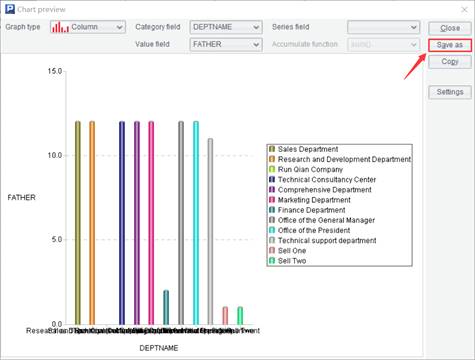 Chart preview
Graph type Column Category field DEPTNAME Series field
Value field FATHER Accumulate function sum()
Close
Save as
Copy
Settings
15.0
10.0
5.0
0.0
FATHER
DEPTNAME
Sales Department
Research and Development Department
Run Qian Company
Technical Consultancy Center
Comprehensive Department
Marketing Department
Finance Department
Office of the General Manager
Office of the President
Technical support department
Sell One
Sell Two